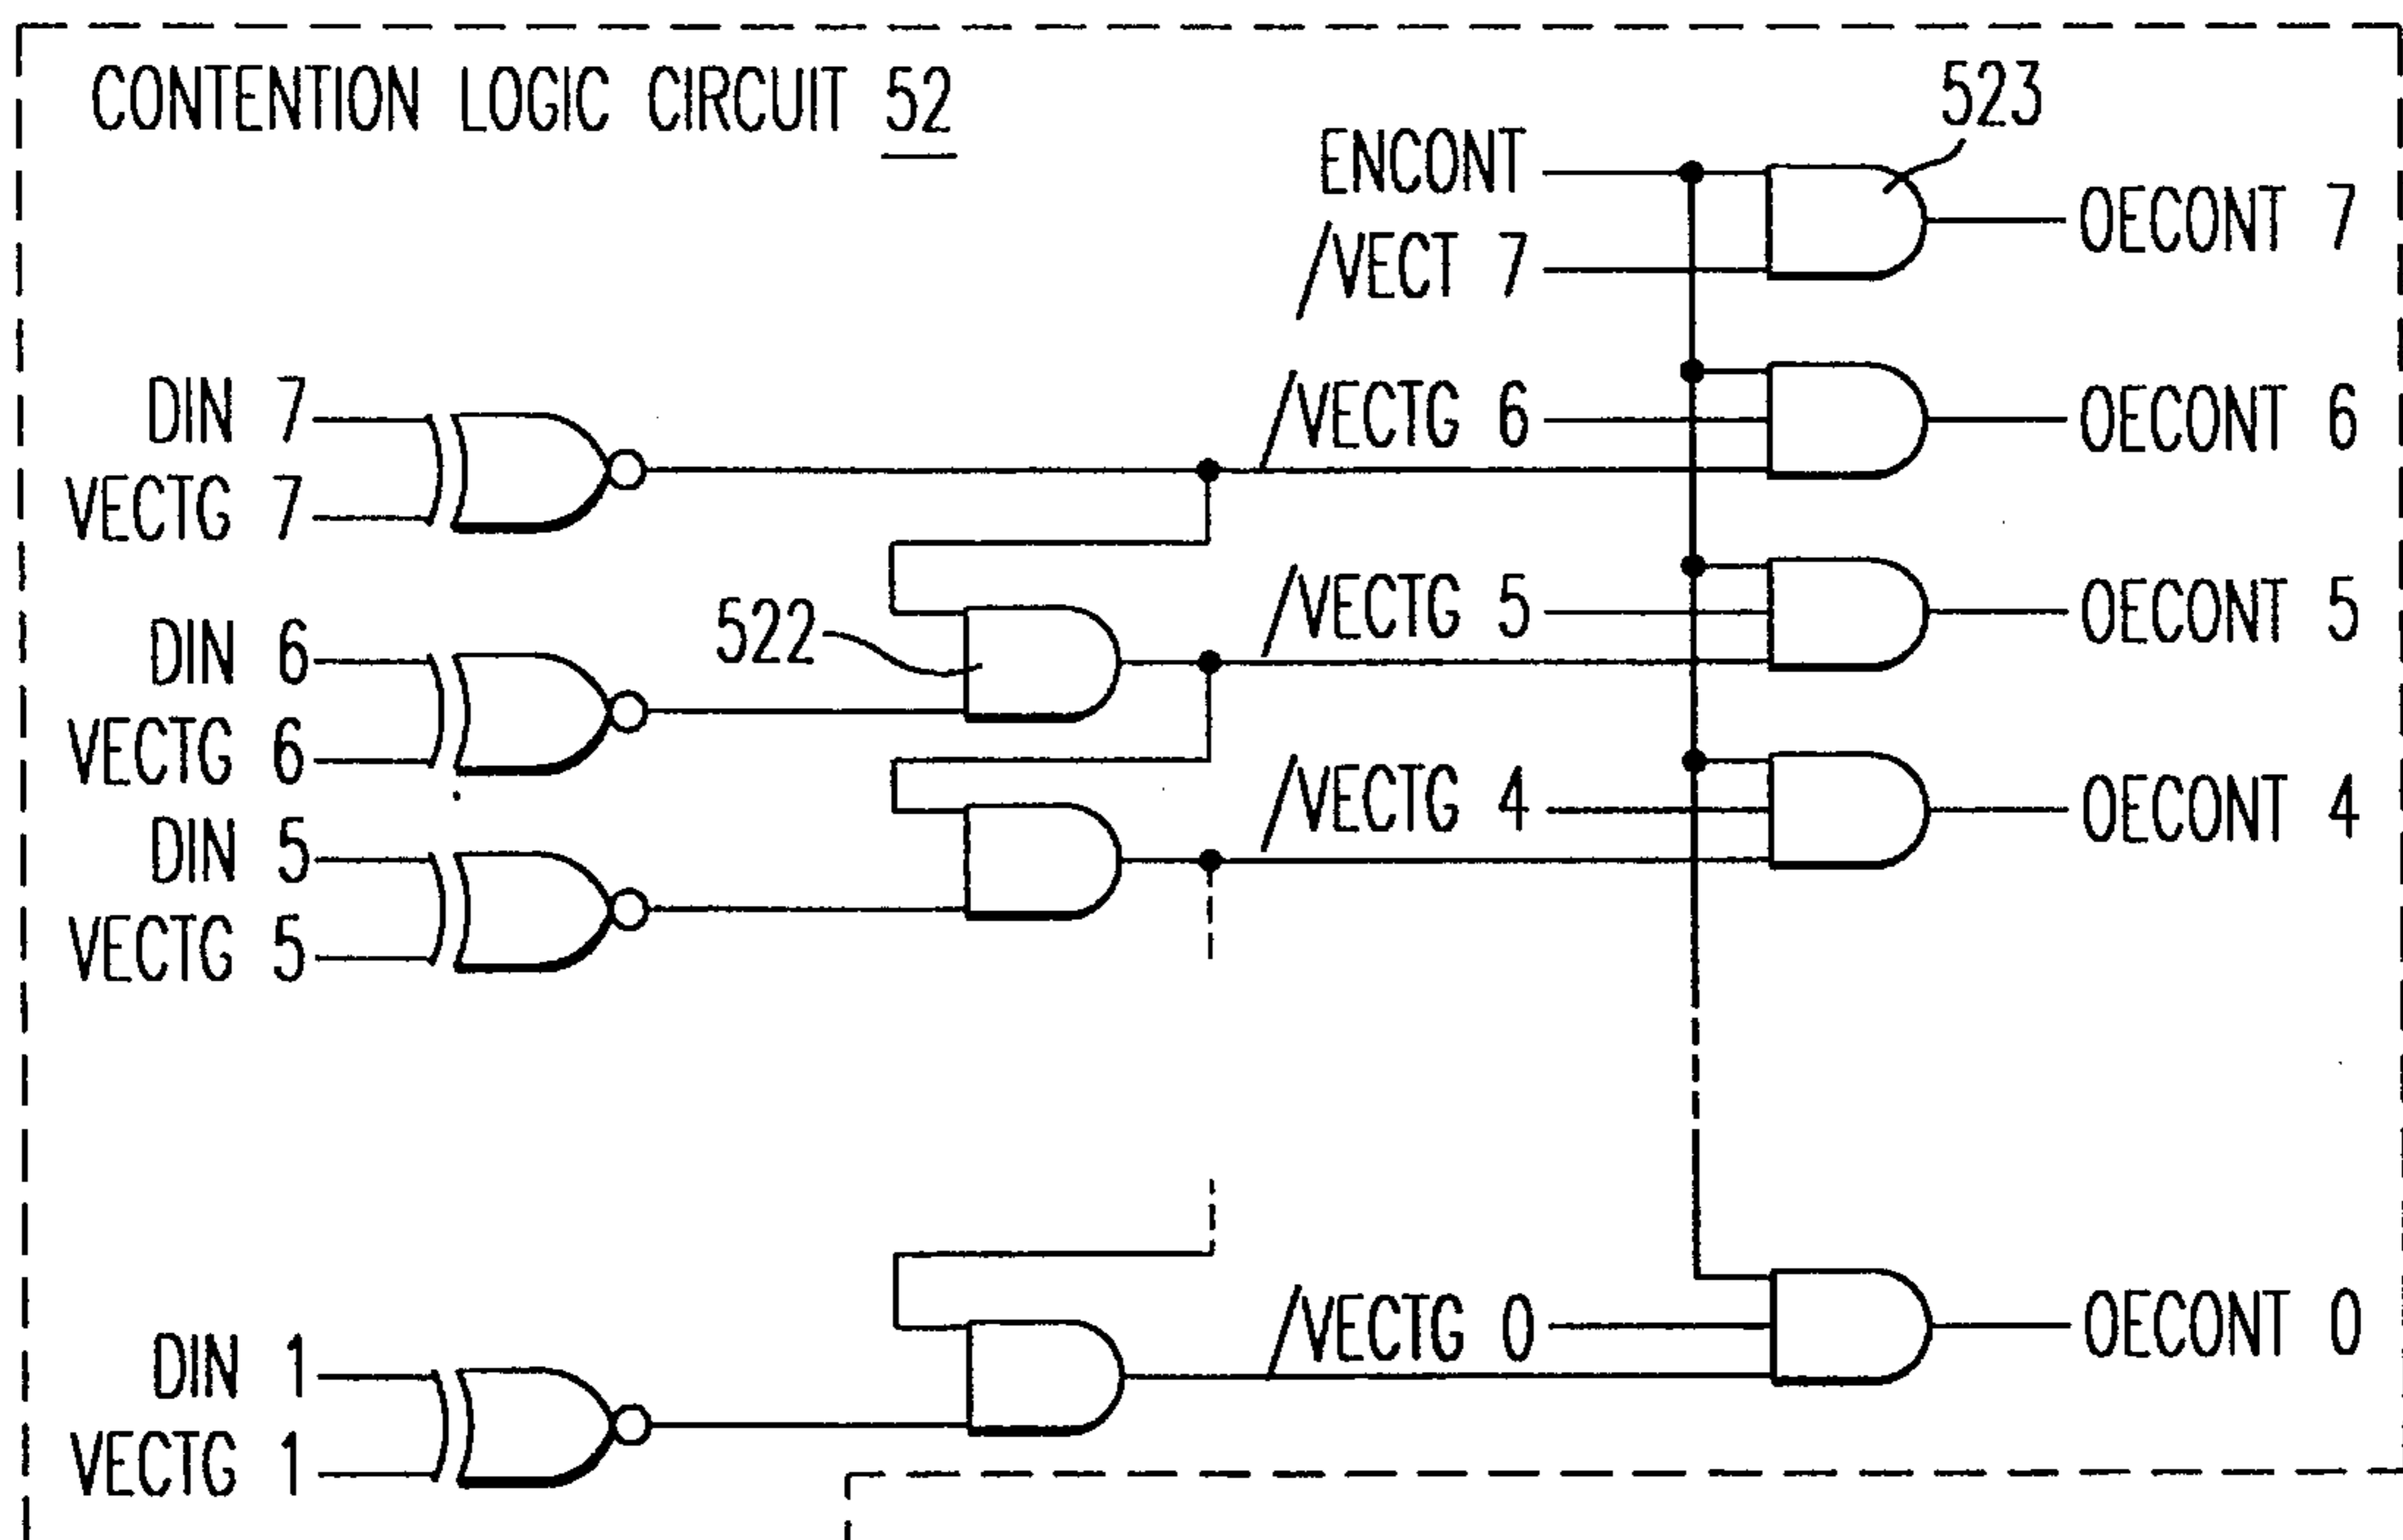 CONTENTION LOGIC CIRCUIT 52
523
ENCONT
OECONT 7
/VECT 7
DIN 7
/VECTG 6
OECONT 6
VECTG 7
522
/VECTG 5
OECONT 5
DIN 6
VECTG 6
/VECTG 4
OECONT 4
DIN 5
VECTG 5
/VECTG 0
OECONT 0
DIN 1
VECTG 1